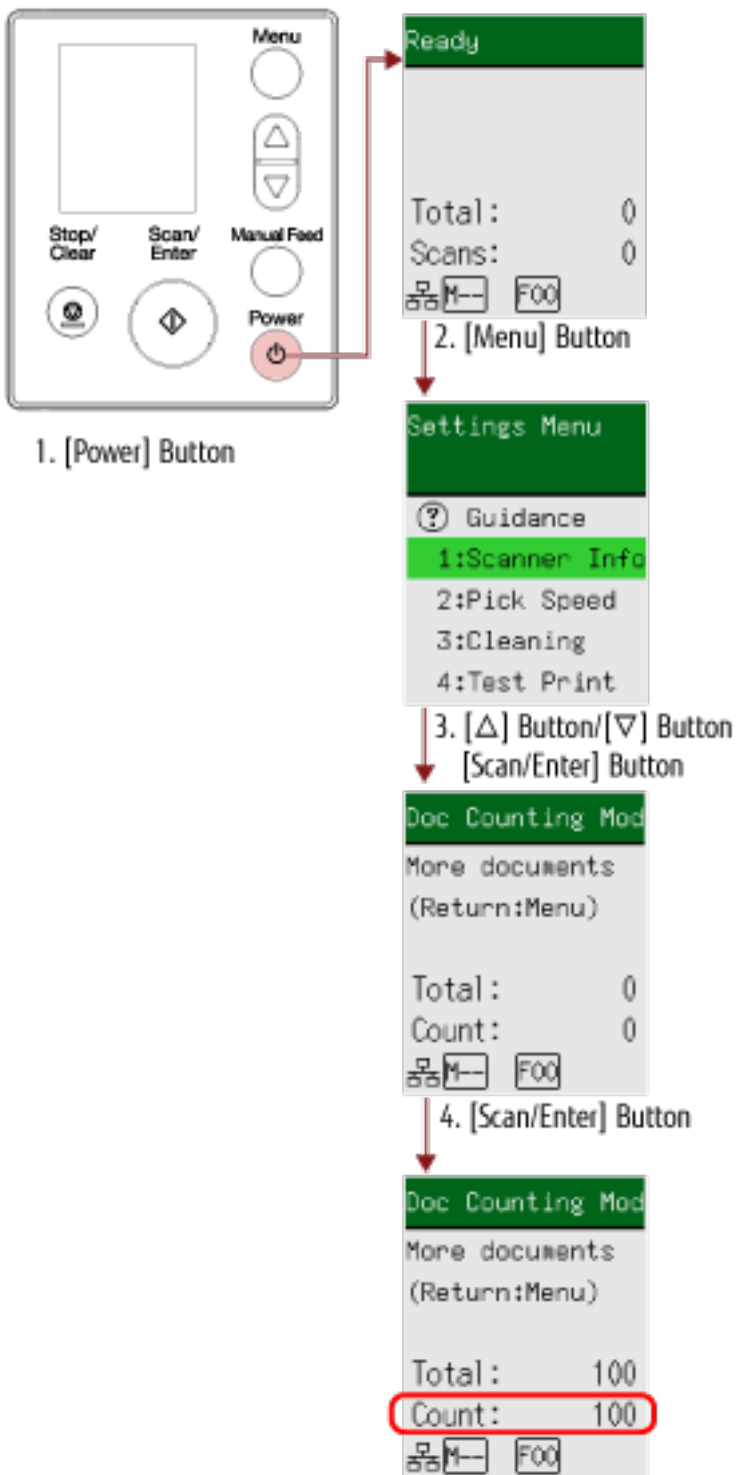 Menu
Stop/
Clear
Scan/
Enter
Manual Feed
Power
1. [Power] Button
Ready
Total: 0
Scans: 0
M-- F00
2. [Menu] Button
Settings Menu
? Guidance
1:Scanner Info
2:Pick Speed
3:Cleaning
4:Test Print
3. [△] Button/[▽] Button
[Scan/Enter] Button
Doc Counting Mod
More documents
(Return:Menu)
Total: 0
Count: 0
M-- F00
4. [Scan/Enter] Button
Doc Counting Mod
More documents
(Return:Menu)
Total: 100
Count: 100
M-- F00